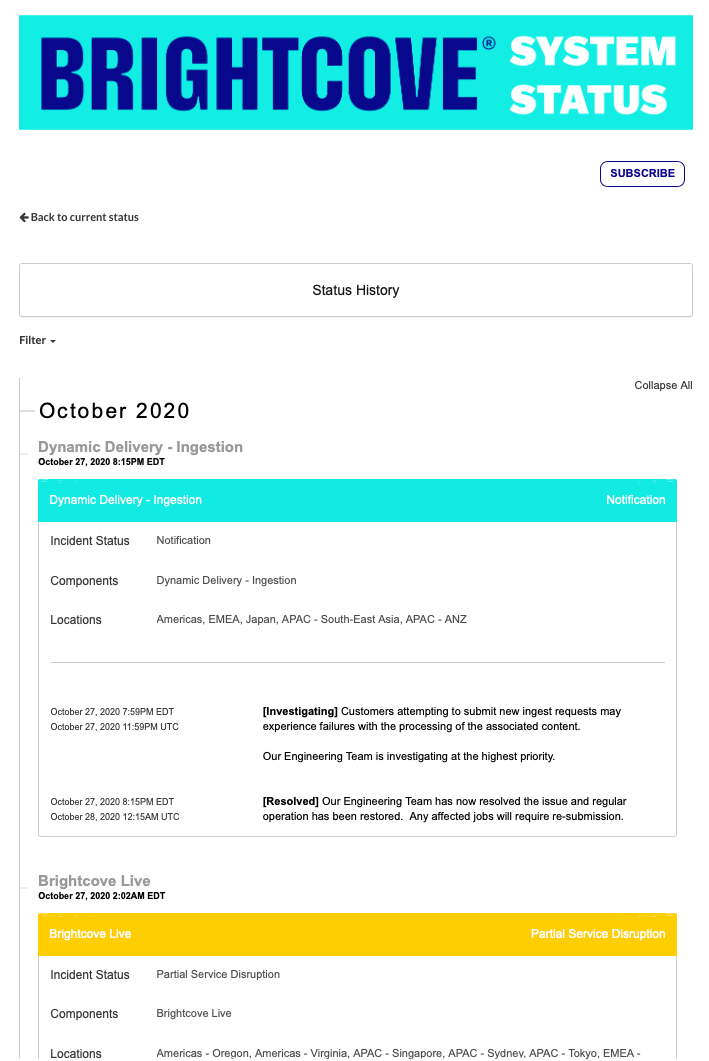 BRIGHTCOVE® SYSTEM
STATUS
SUBSCRIBE
Back to current status
Status History
Filter
Collapse All
October 2020
Dynamic Delivery - Ingestion
October 27, 2020 8:15PM EDT
Dynamic Delivery - Ingestion Notification
Incident Status Notification
Components Dynamic Delivery - Ingestion
Locations Americas, EMEA, Japan, APAC - South-East Asia, APAC - ANZ
October 27, 2020 7:59PM EDT [Investigating] Customers attempting to submit new ingest requests may
October 27, 2020 11:59PM UTC experience failures with the processing of the associated content.
Our Engineering Team is investigating at the highest priority.
October 27, 2020 8:15PM EDT [Resolved] Our Engineering Team has now resolved the issue and regular
October 28, 2020 12:15AM UTC operation has been restored. Any affected jobs will require re-submission.
Brightcove Live
October 27, 2020 2:02AM EDT
Brightcove Live Partial Service Disruption
Incident Status Partial Service Disruption
Components Brightcove Live
Locations Americas - Oregon, Americas - Virginia, APAC - Singapore, APAC - Sydney, APAC - Tokyo, EMEA -